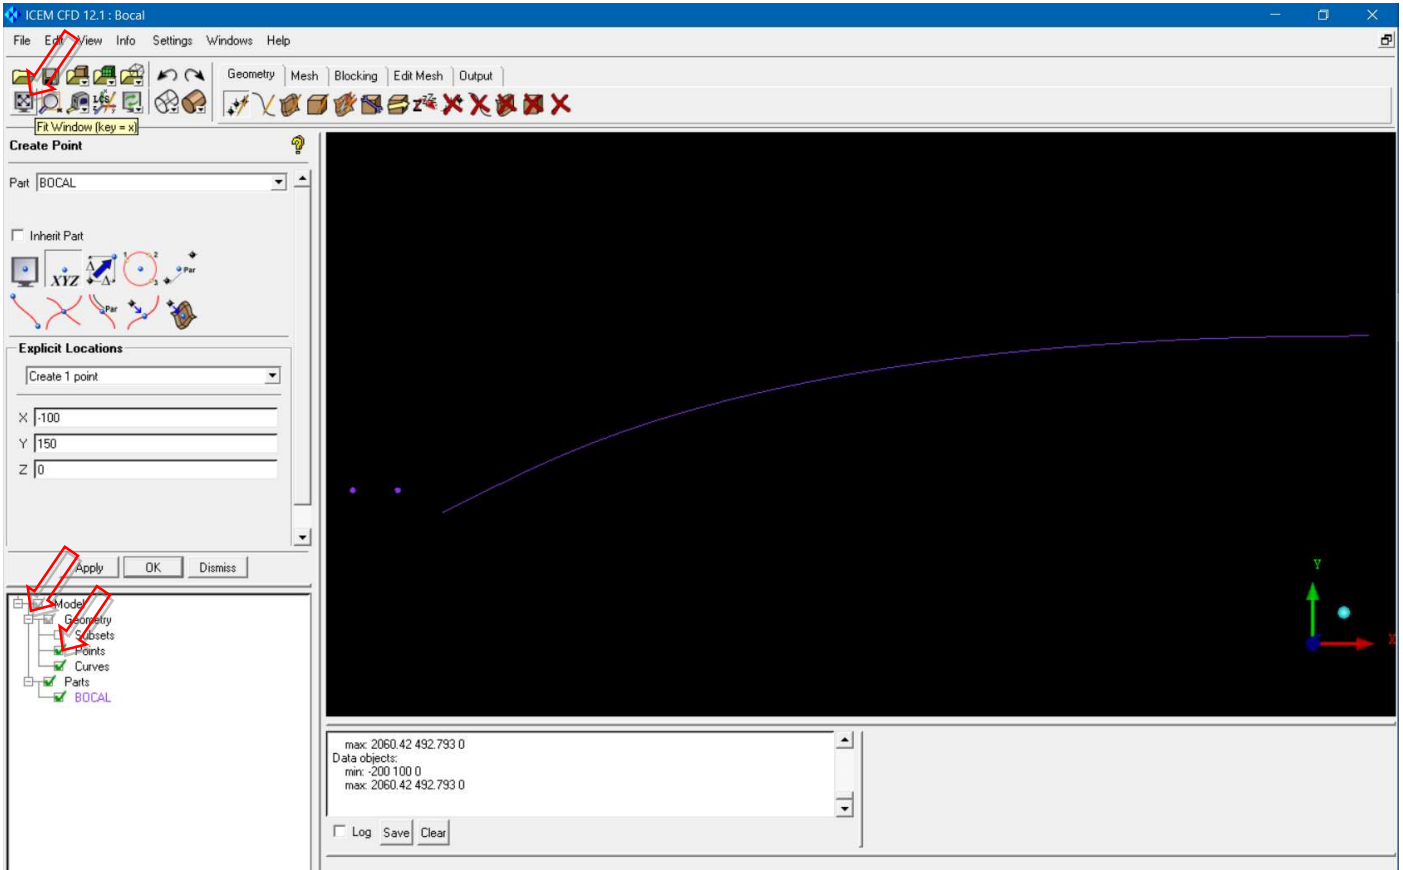 ICEM CFD 12.1 : Bocal
File Edit View Info Settings Windows Help
Geometry Mesh Blocking Edit Mesh Output
Fit Window (key = x)
Create Point
Part BOCAL
Inherit Part
XYZ
1 2 3
Par
Par
Explicit Locations
Create 1 point
X -100
Y 150
Z 0
Apply OK Dismiss
Model
Geometry
Subsets
Points
Curves
Parts
BOCAL
Y
X
max: 2060.42 492.793 0
Data objects:
min: -200 100 0
max: 2060.42 492.793 0
Log Save Clear